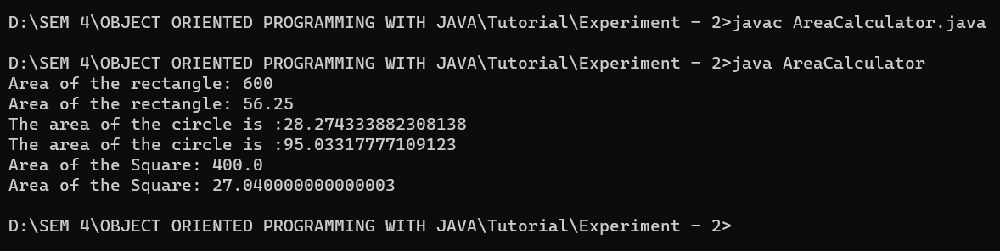 D:\SEM 4\OBJECT ORIENTED PROGRAMMING WITH JAVA\Tutorial\Experiment - 2>javac AreaCalculator.java
D:\SEM 4\OBJECT ORIENTED PROGRAMMING WITH JAVA\Tutorial\Experiment - 2>java AreaCalculator
Area of the rectangle: 600
Area of the rectangle: 56.25
The area of the circle is :28.274333882308138
The area of the circle is :95.03317777109123
Area of the Square: 400.0
Area of the Square: 27.040000000000003
D:\SEM 4\OBJECT ORIENTED PROGRAMMING WITH JAVA\Tutorial\Experiment - 2>